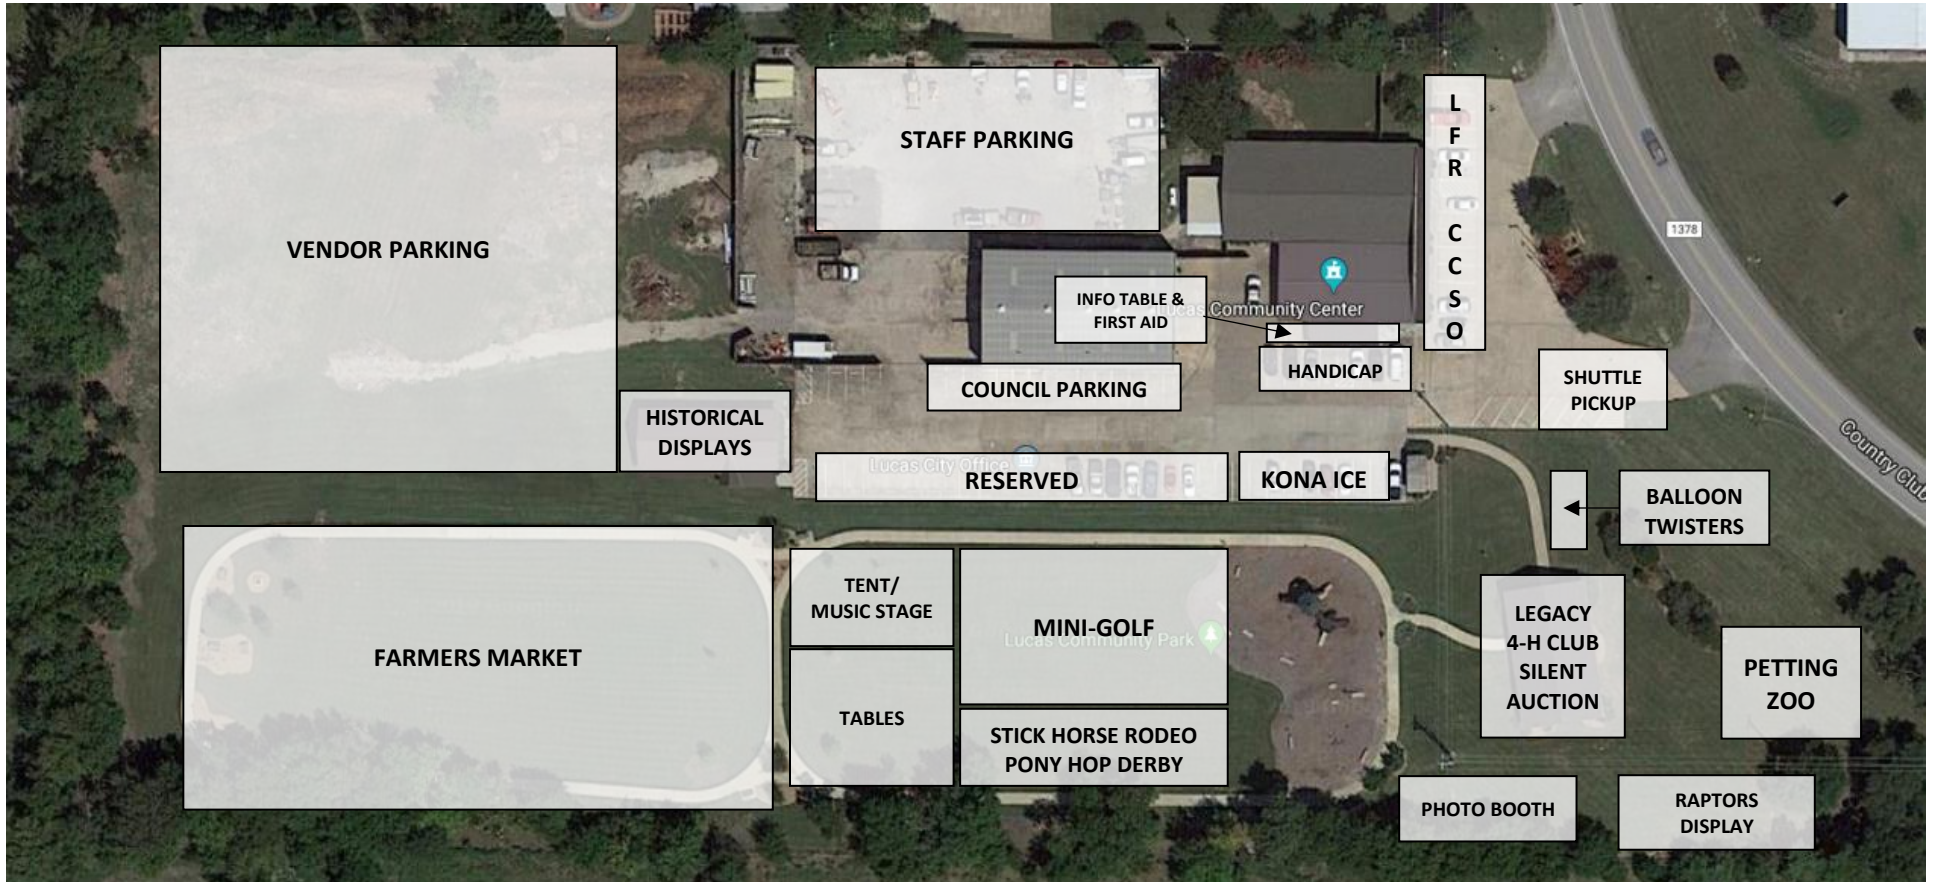 VENDOR PARKING
STAFF PARKING
L
F
R
C
C
S
O
1378
INFO TABLE &
FIRST AID
ucas Community Center
HANDICAP
COUNCIL PARKING
SHUTTLE
PICKUP
HISTORICAL
DISPLAYS
Lucas City Office
RESERVED
KONA ICE
Country Club
BALLOON
TWISTERS
FARMERS MARKET
TENT/
MUSIC STAGE
MINI-GOLF
Lucas Community Park
TABLES
STICK HORSE RODEO
PONY HOP DERBY
LEGACY
4-H CLUB
SILENT
AUCTION
PETTING
ZOO
PHOTO BOOTH
RAPTORS
DISPLAY